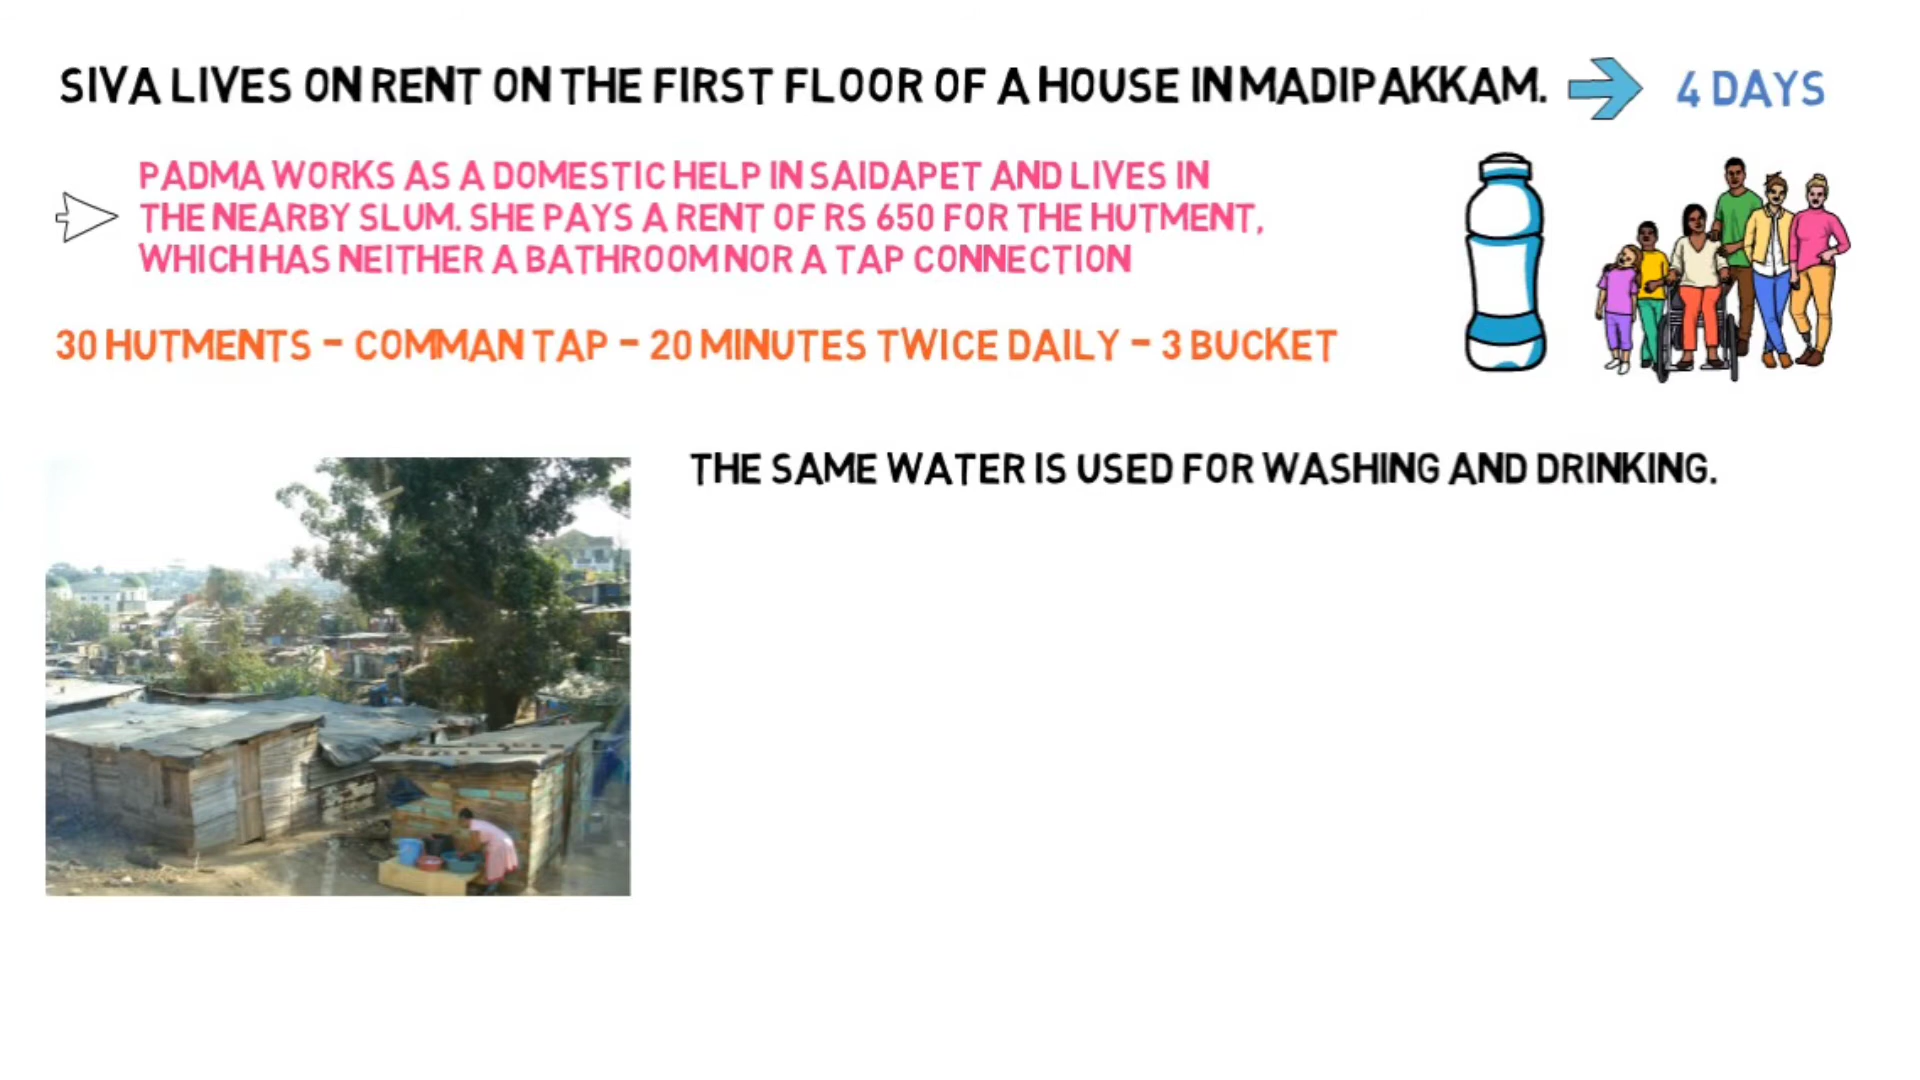 SIVA LIVES ON RENT ON THE FIRST FLOOR OF A HOUSE IN MADIPAKKAM. 4 DAYS
PADMA WORKS AS A DOMESTIC HELP IN SAIDAPET AND LIVES IN
THE NEARBY SLUM. SHE PAYS A RENT OF RS 650 FOR THE HUTMENT,
WHICH HAS NEITHER A BATHROOM NOR A TAP CONNECTION
30 HUTMENTS - COMMAN TAP - 20 MINUTES TWICE DAILY - 3 BUCKET
THE SAME WATER IS USED FOR WASHING AND DRINKING.